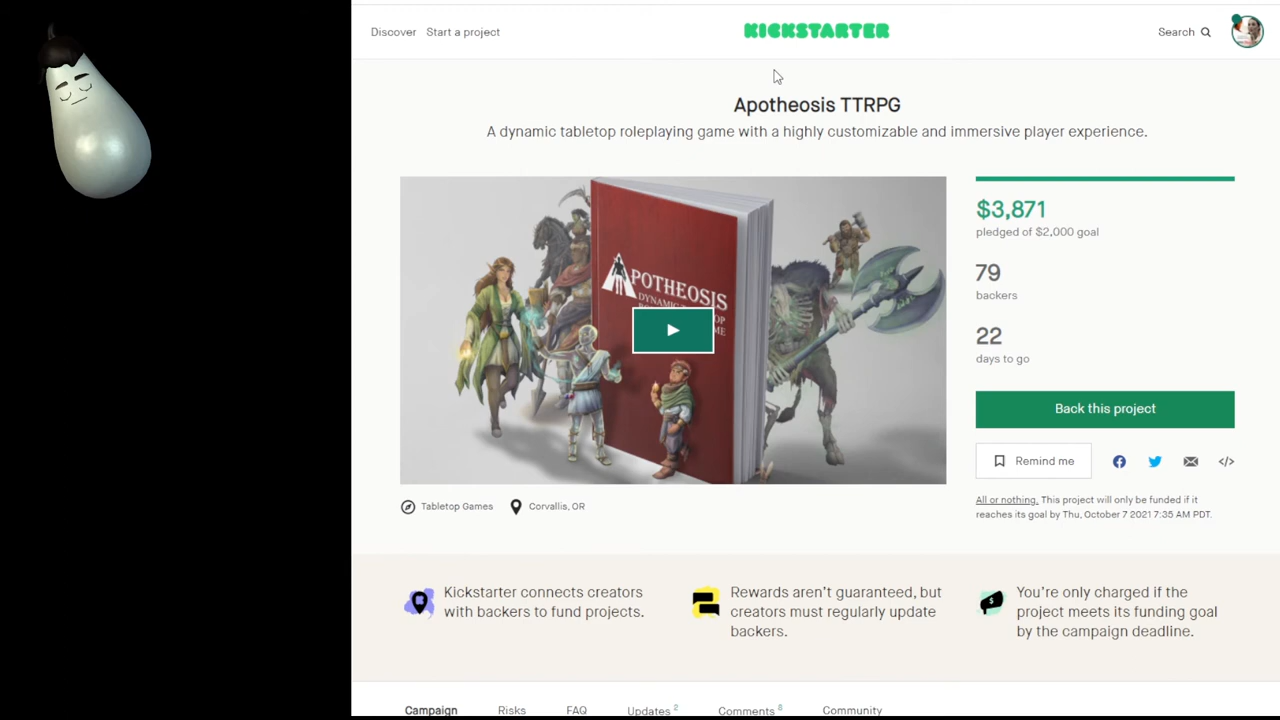 Discover Start a project KICKSTARTER Search
Apotheosis TTRPG
A dynamic tabletop roleplaying game with a highly customizable and immersive player experience.
APOTHEOSIS
DYNAMIC
$3,871
pledged of $2,000 goal
79
backers
22
days to go
Back this project
Remind me
All or nothing. This project will only be funded if it
reaches its goal by Thu, October 7 2021 7:35 AM PDT.
Tabletop Games Corvallis, OR
Kickstarter connects creators
with backers to fund projects.
Rewards aren't guaranteed, but
creators must regularly update
backers.
You're only charged if the
project meets its funding goal
by the campaign deadline.
Campaign Risks FAQ Updates 2 Comments 8 Community